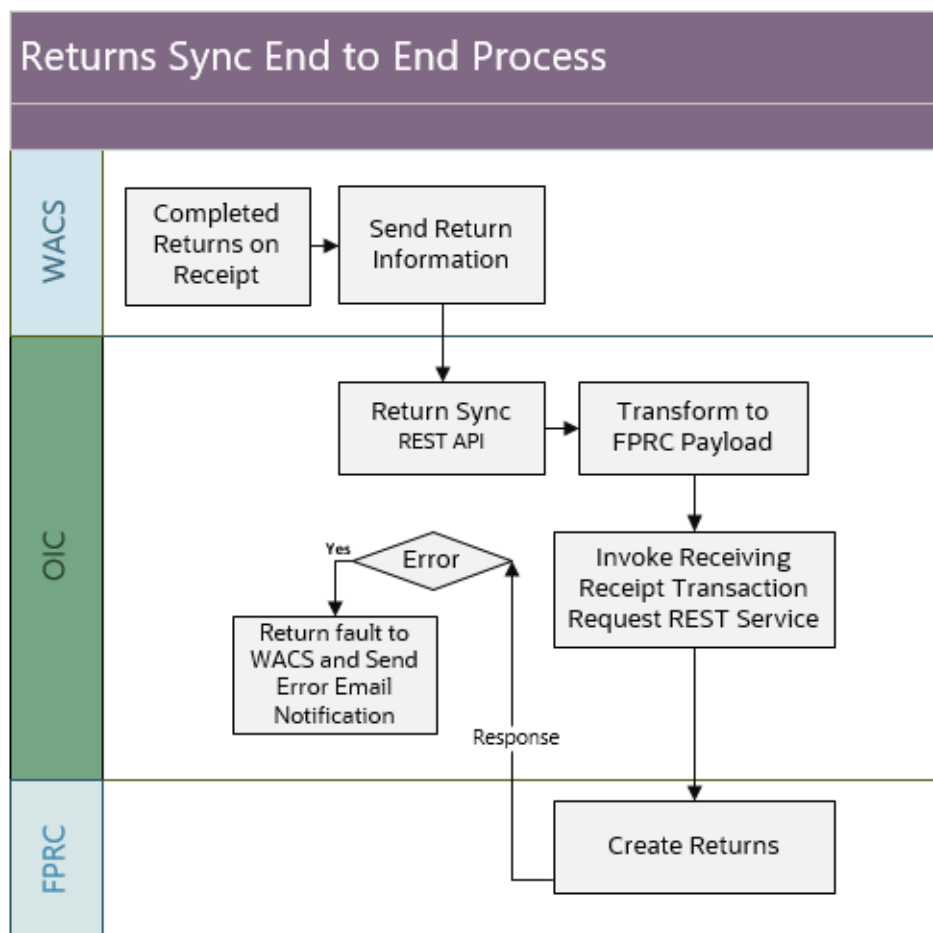 Returns Sync End to End Process
WACS
Completed
Returns on
Receipt
Send Return
Information
OIC
Return Sync
REST API
Transform to
FPRC Payload
Invoke Receiving
Receipt Transaction
Request REST Service
Error
Yes
Return fault to
WACS and Send
Error Email
Notification
Response
FPRC
Create Returns